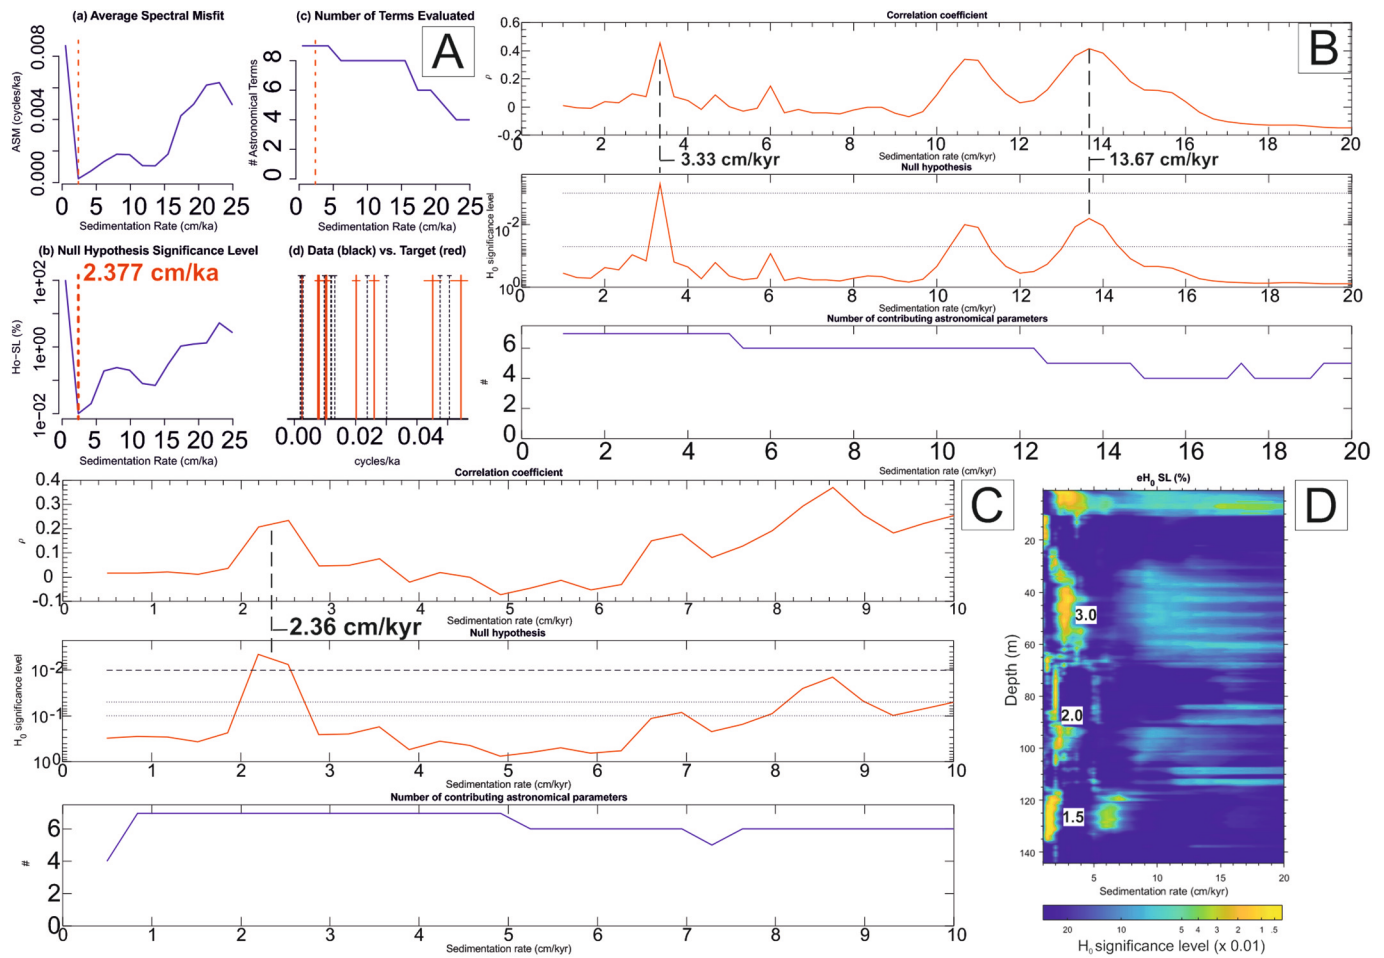 (a) Average Spectral Misfit
ASM (cycles/ka)
0.008
0.004
0.000
0 5 10 15 20 25
Sedimentation Rate (cm/ka)
(c) Number of Terms Evaluated
A
# Astronomical Terms
8
6
4
2
0
0 5 10 15 20 25
Sedimentation Rate (cm/ka)
(b) Null Hypothesis Significance Level
2.377 cm/ka
Ho-SL (%)
1e+02
1e+00
1e-02
0 5 10 15 20 25
Sedimentation Rate (cm/ka)
(d) Data (black) vs. Target (red)
0.00 0.02 0.04
cycles/ka
Correlation coefficient
B
ρ
0.6
0.4
0.2
0
-0.2
0 2 4 6 8 10 12 14 16 18 20
Sedimentation rate (cm/kyr)
3.33 cm/kyr
13.67 cm/kyr
Null hypothesis
H0 significance level
10-2
100
0 2 4 6 8 10 12 14 16 18 20
Sedimentation rate (cm/kyr)
Number of contributing astronomical parameters
#
6
4
2
0
0 2 4 6 8 10 12 14 16 18 20
Sedimentation rate (cm/kyr)
Correlation coefficient
C
ρ
0.4
0.3
0.2
0.1
0
-0.1
0 1 2 3 4 5 6 7 8 9 10
Sedimentation rate (cm/kyr)
2.36 cm/kyr
Null hypothesis
H0 significance level
10-2
10-1
100
0 1 2 3 4 5 6 7 8 9 10
Sedimentation rate (cm/kyr)
Number of contributing astronomical parameters
#
6
4
2
0
0 1 2 3 4 5 6 7 8 9 10
Sedimentation rate (cm/kyr)
eH0 SL (%)
D
Depth (m)
20
40
60
80
100
120
140
3.0
2.0
1.5
5 10 15 20
Sedimentation rate (cm/kyr)
20 10 5 4 3 2 1 .5
H0 significance level (x 0.01)